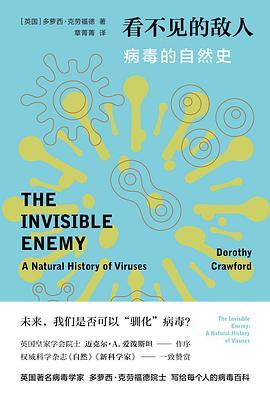 [英国] 多萝西·克劳福德 著
章菁菁 译
看不见的敌人
病毒的自然史
THE
INVISIBLE
ENEMY
A Natural History of Viruses
Dorothy
Crawford
未来，我们是否可以“驯化”病毒？
英国皇家学会院士 迈克尔·A.爱泼斯坦 ——作序
权威科学杂志《自然》《新科学家》 ——一致赞赏
英国著名病毒学家 多萝西·克劳福德院士 写给每个人的病毒百科
The Invisible
Enemy:
A Natural History
of Viruses